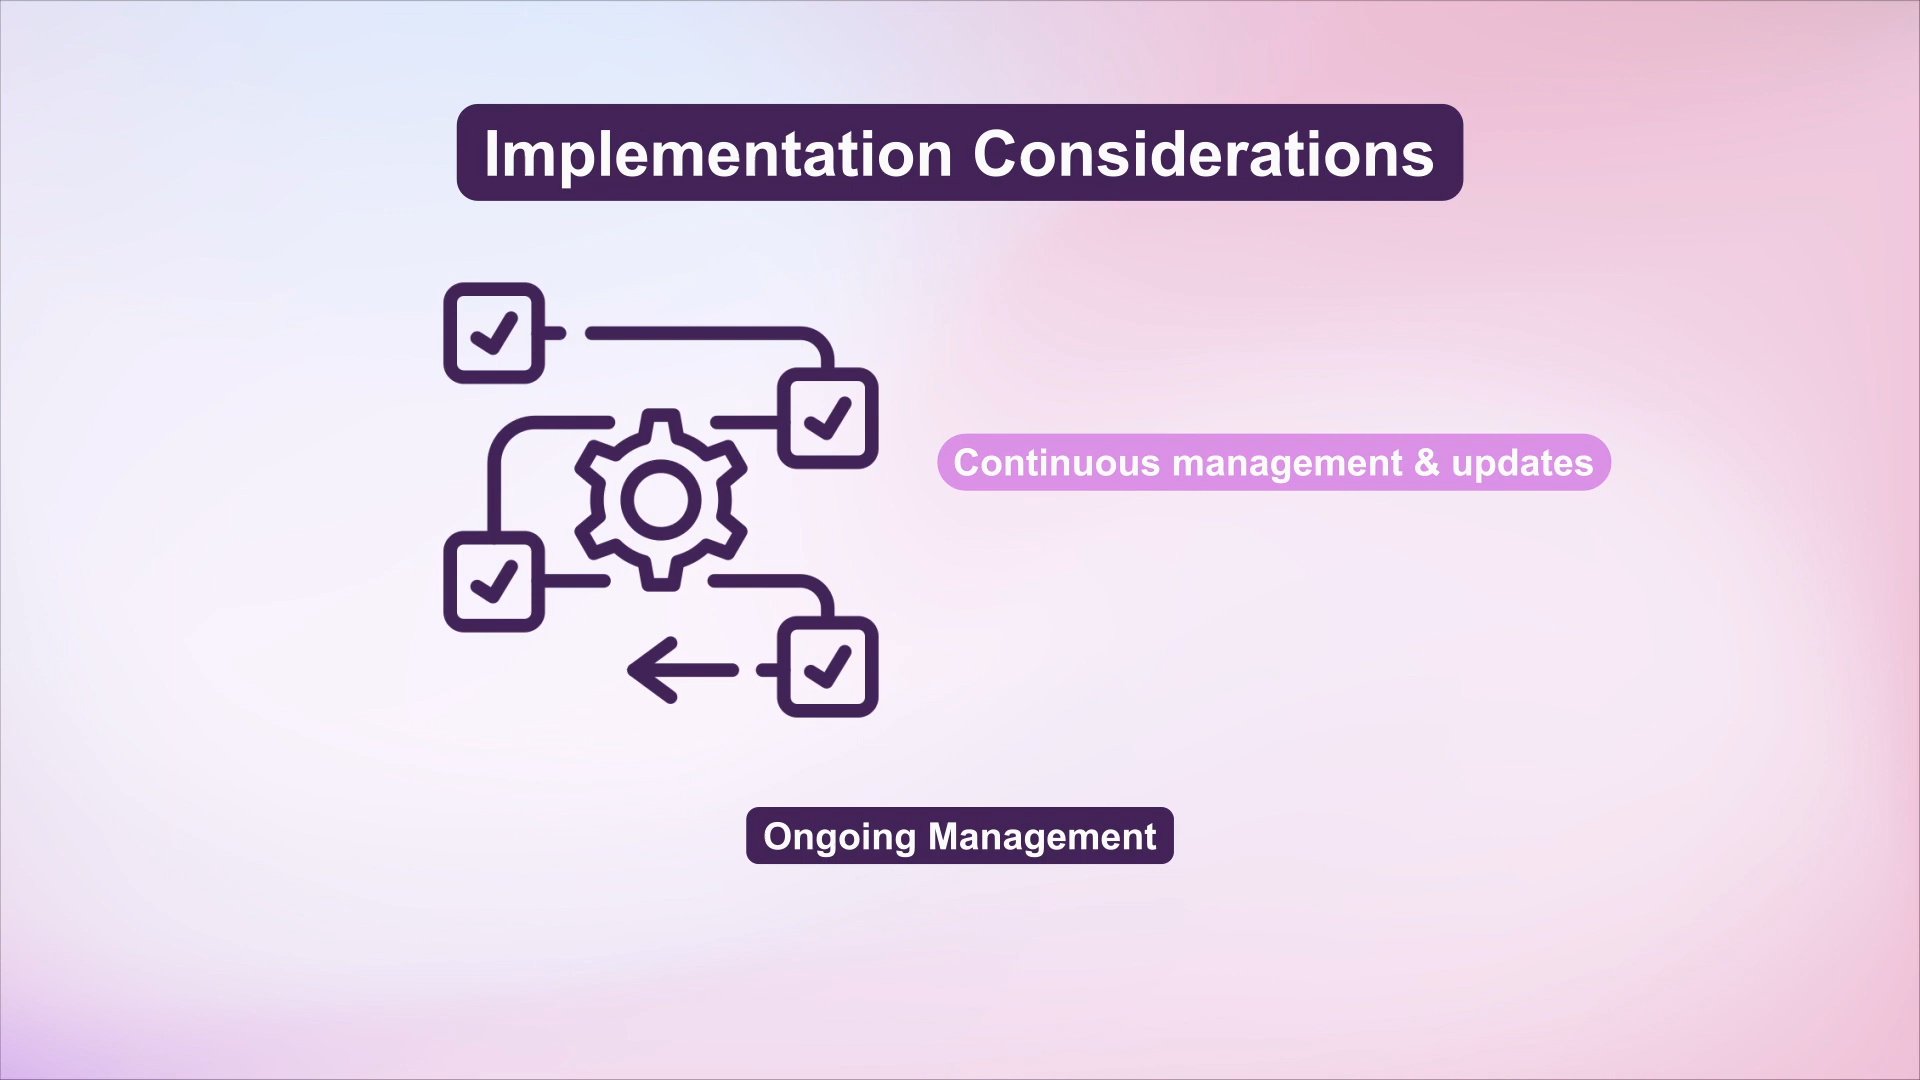 Implementation Considerations
Continuous management & updates
Ongoing Management